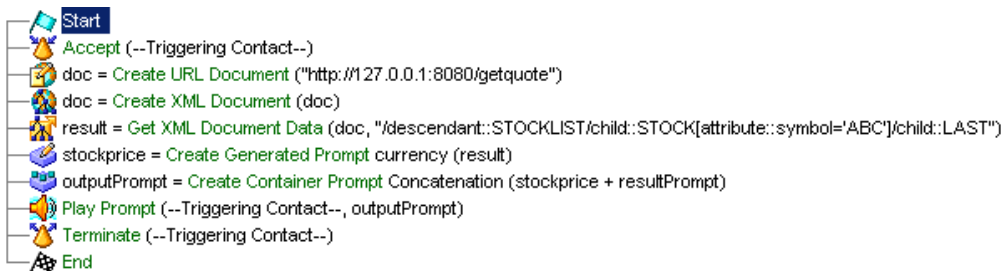 Start
Accept (--Triggering Contact--)
doc = Create URL Document ("http://127.0.0.1:8080/getquote")
doc = Create XML Document (doc)
result = Get XML Document Data (doc, "/descendant::STOCKLIST/child::STOCK[attribute::symbol='ABC']/child::LAST")
stockprice = Create Generated Prompt currency (result)
outputPrompt = Create Container Prompt Concatenation (stockprice + resultPrompt)
Play Prompt (--Triggering Contact--, outputPrompt)
Terminate (--Triggering Contact--)
End